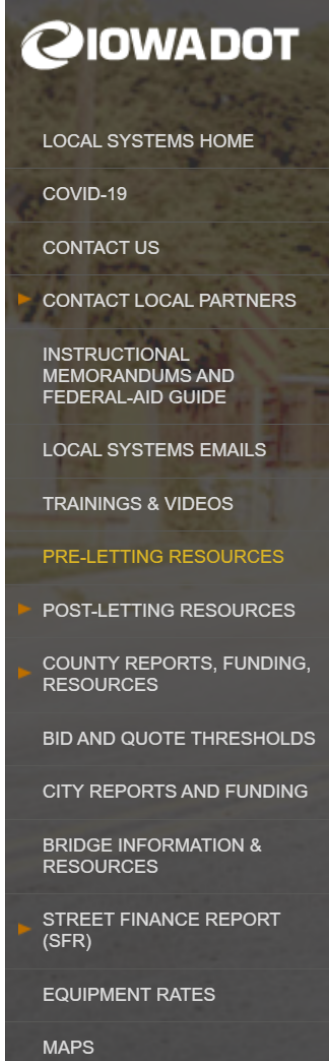 IOWADOT
LOCAL SYSTEMS HOME
COVID-19
CONTACT US
CONTACT LOCAL PARTNERS
INSTRUCTIONAL
MEMORANDUMS AND
FEDERAL-AID GUIDE
LOCAL SYSTEMS EMAILS
TRAININGS & VIDEOS
PRE-LETTING RESOURCES
POST-LETTING RESOURCES
COUNTY REPORTS, FUNDING,
RESOURCES
BID AND QUOTE THRESHOLDS
CITY REPORTS AND FUNDING
BRIDGE INFORMATION &
RESOURCES
STREET FINANCE REPORT
(SFR)
EQUIPMENT RATES
MAPS